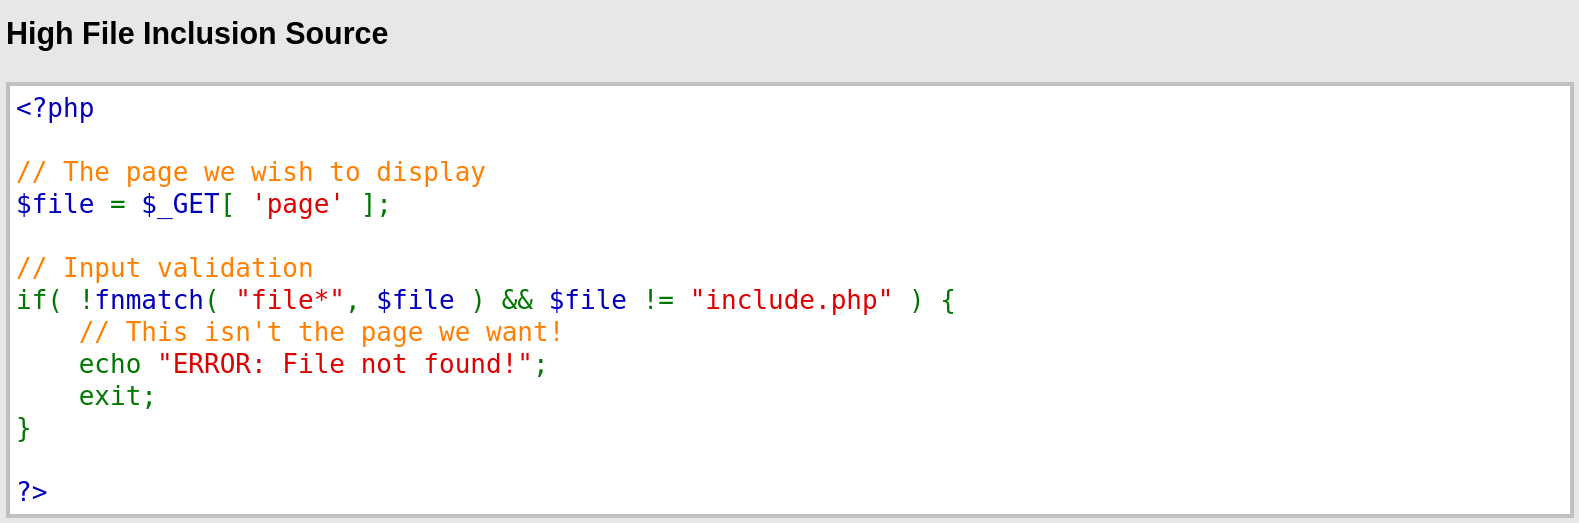 High File Inclusion Source
<?php
// The page we wish to display
$file = $_GET[ 'page' ];
// Input validation
if( !fnmatch( "file*", $file ) && $file != "include.php" ) {
    // This isn't the page we want!
    echo "ERROR: File not found!";
    exit;
}
?>